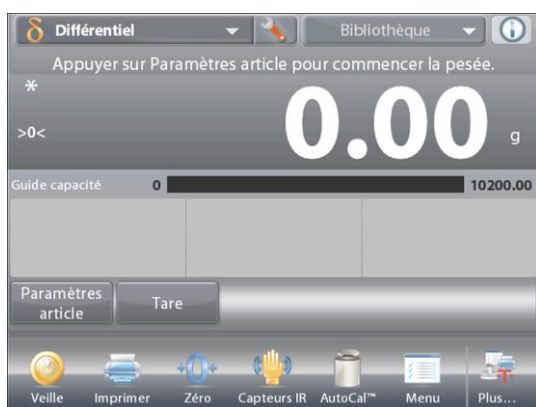 δ Différentiel Bibliothèque
Appuyer sur Paramètres article pour commencer la pesée.
*
>0< 0.00 g
Guide capacité 0 10200.00
Paramètres
article
Tare
Veille Imprimer Zéro Capteurs IR AutoCal™ Menu Plus...